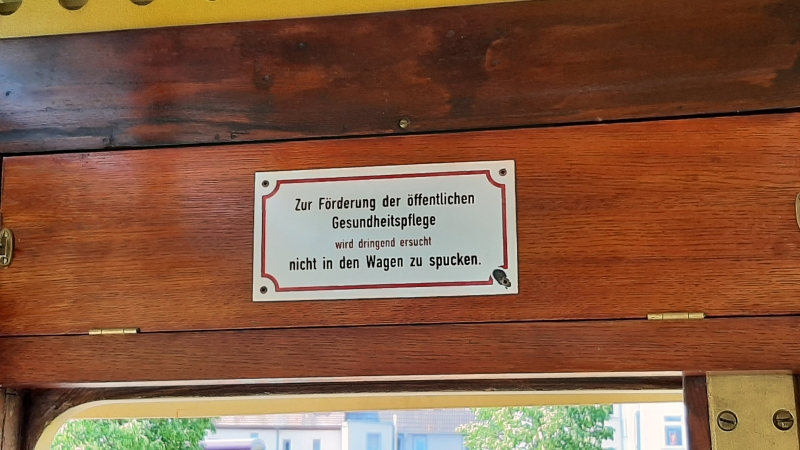 Zur Förderung der öffentlichen
Gesundheitspflege
wird dringend ersucht
nicht in den Wagen zu spucken.